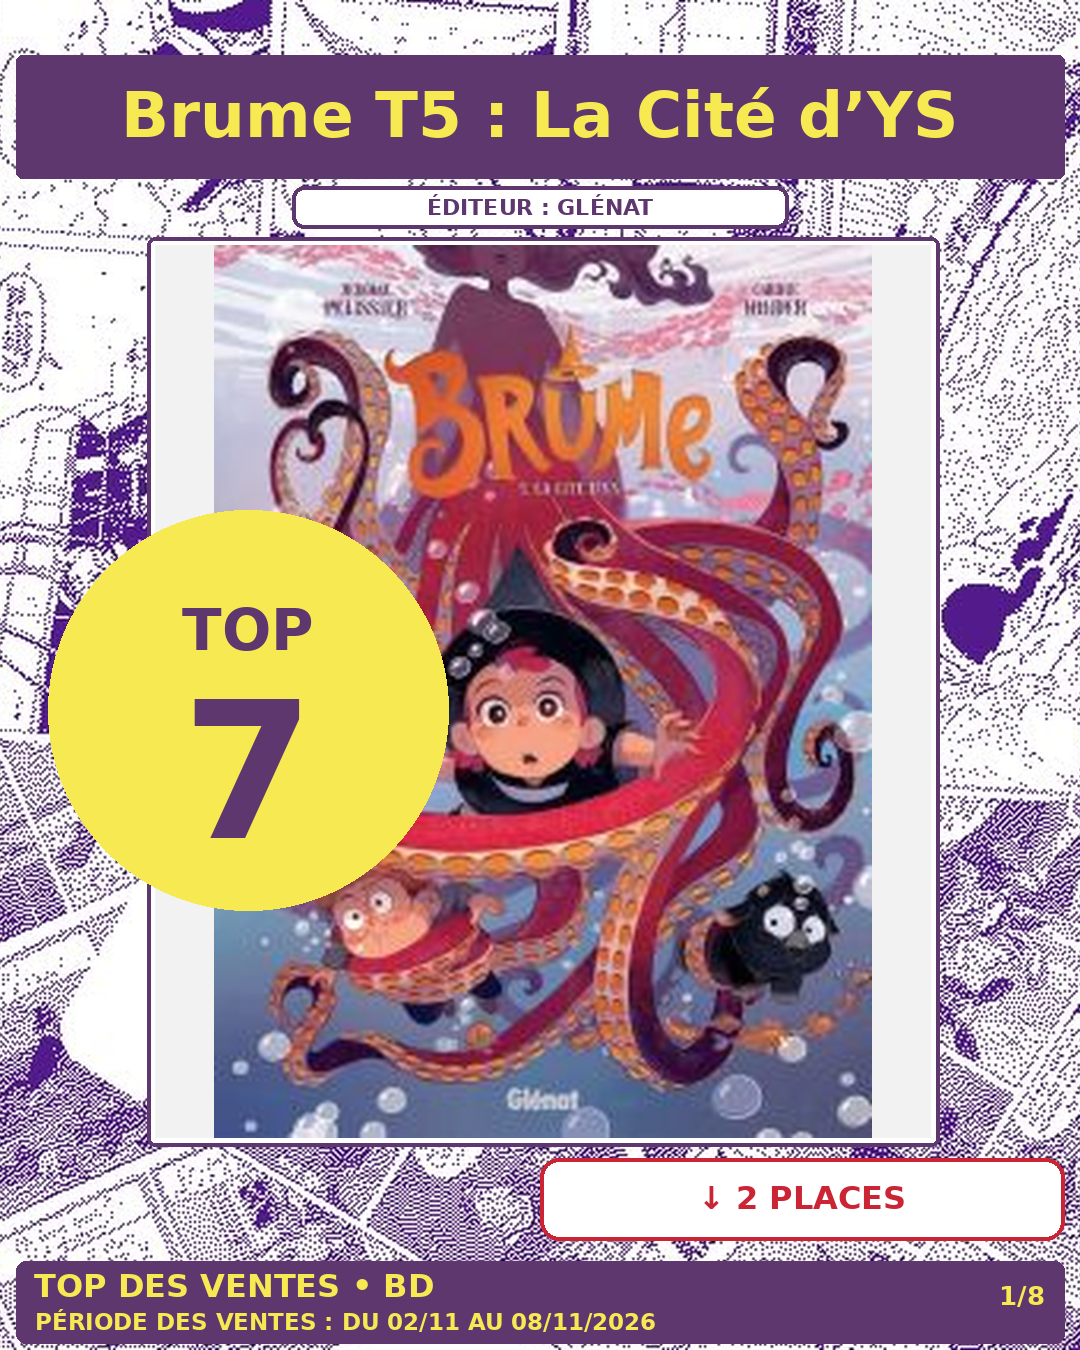 Brume T5 : La Cité d’YS
ÉDITEUR : GLÉNAT
PÉLISSIER
BRUME
TOP
7
Glénat
↓ 2 PLACES
TOP DES VENTES • BD
1/8
PÉRIODE DES VENTES : DU 02/11 AU 08/11/2026